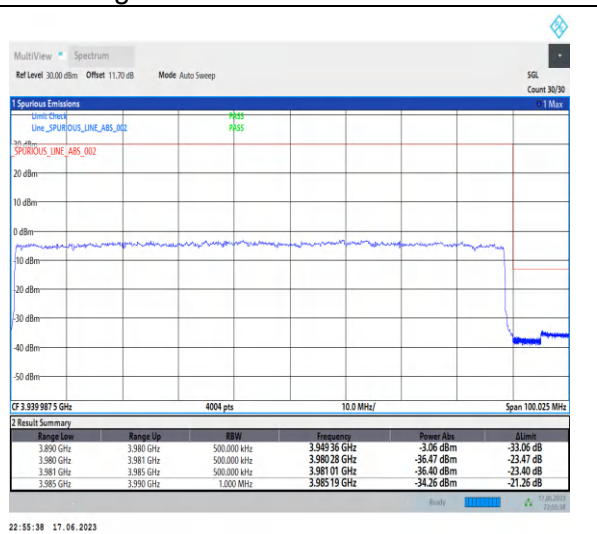 MultiView Spectrum
Ref Level 30.00 dBm Offset 11.70 dB Mode Auto Sweep SGL
Count 30/30
1 Spurious Emissions 1 Max
Limit Check PASS
Line _SPURIOUS_LINE_ABS_002 PASS
30 dBm
_SPURIOUS_LINE_ABS_002
20 dBm
10 dBm
0 dBm
-10 dBm
-20 dBm
-30 dBm
-40 dBm
-50 dBm
CF 3.939 987 5 GHz 4004 pts 10.0 MHz/ Span 100.025 MHz
2 Result Summary
Range Low Range Up RBW Frequency Power Abs ΔLimit
3.890 GHz 3.980 GHz 500.000 kHz 3.949 36 GHz -3.06 dBm -33.06 dB
3.980 GHz 3.981 GHz 500.000 kHz 3.980 28 GHz -36.47 dBm -23.47 dB
3.981 GHz 3.985 GHz 500.000 kHz 3.981 01 GHz -36.40 dBm -23.40 dB
3.985 GHz 3.990 GHz 1.000 MHz 3.985 19 GHz -34.26 dBm -21.26 dB
Ready 17.06.2023
22:55:38
22:55:38 17.06.2023